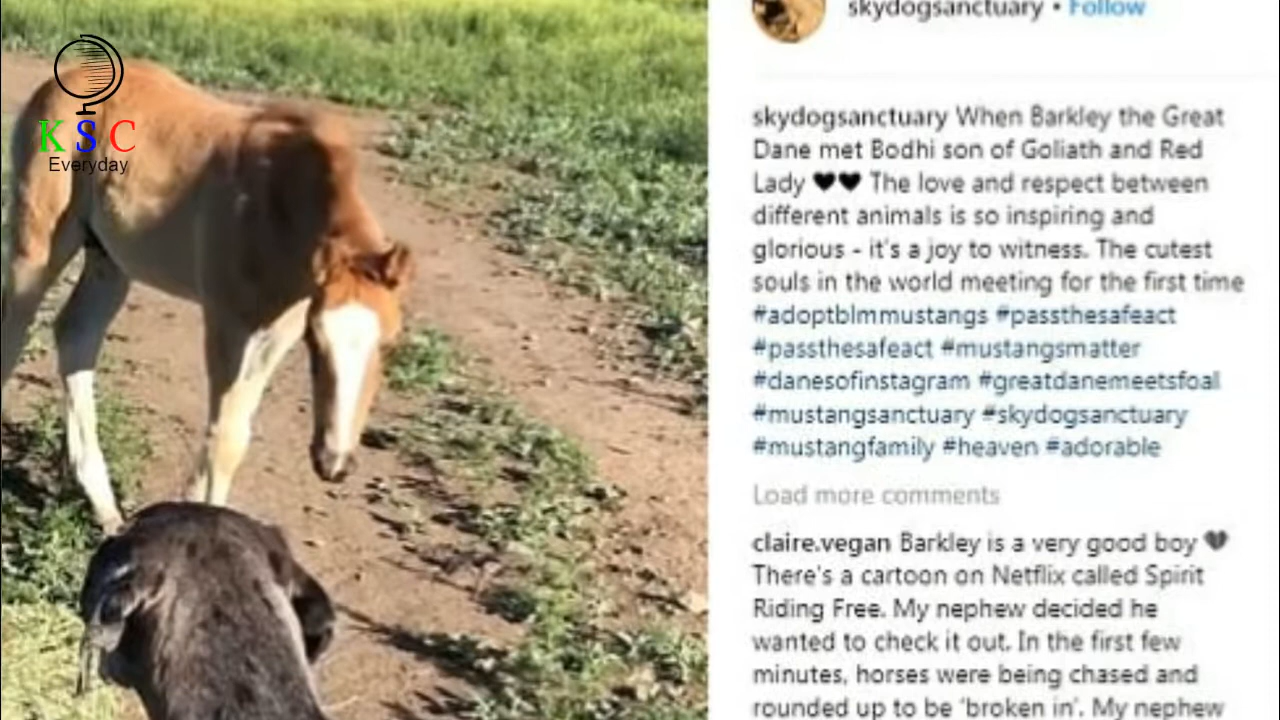 KSC
Everyday
skydogsanctuary • Follow
skydogsanctuary When Barkley the Great
Dane met Bodhi son of Goliath and Red
Lady 🖤🖤 The love and respect between
different animals is so inspiring and
glorious - it's a joy to witness. The cutest
souls in the world meeting for the first time
#adoptblmmustangs #passthesafeact
#passthesafeact #mustangsmatter
#danesofinstagram #greatdanemeetsfoal
#mustangsanctuary #skydogsanctuary
#mustangfamily #heaven #adorable
Load more comments
claire.vegan Barkley is a very good boy 💔
There's a cartoon on Netflix called Spirit
Riding Free. My nephew decided he
wanted to check it out. In the first few
minutes, horses were being chased and
rounded up to be 'broken in'. My nephew